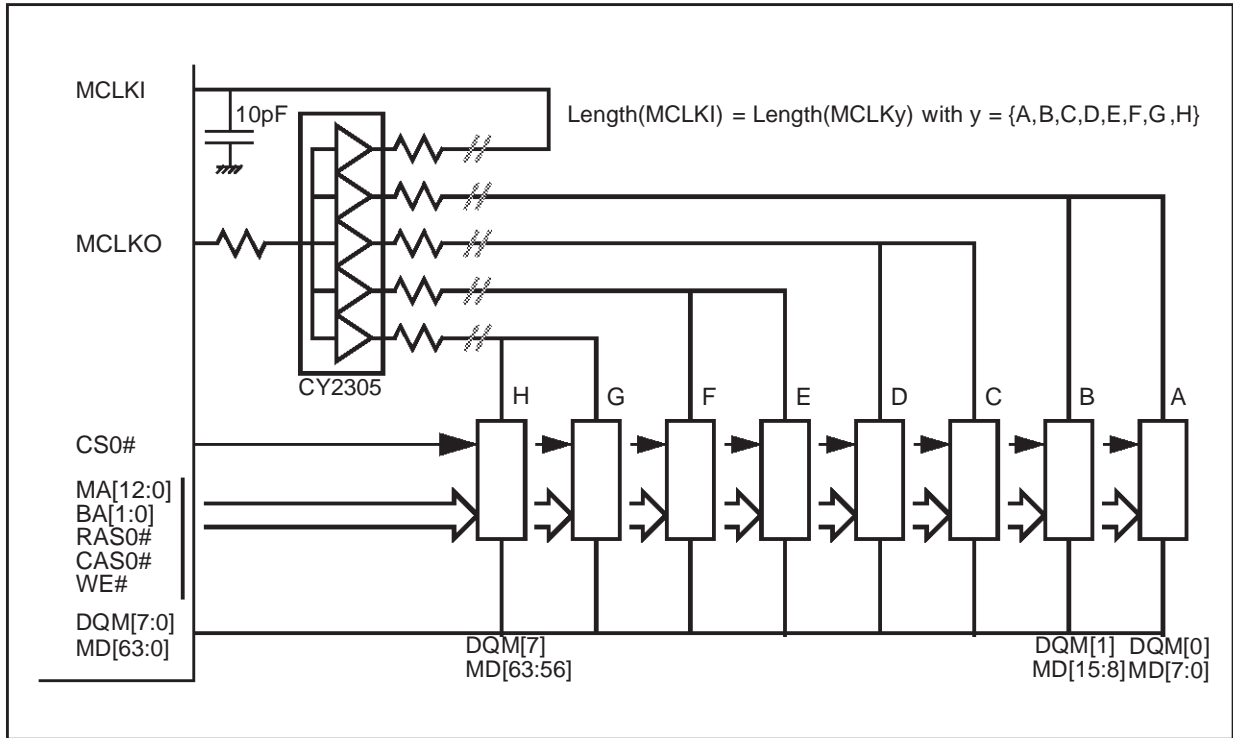 MCLKI
10pF
Length(MCLKI) = Length(MCLKy) with y = {A,B,C,D,E,F,G,H}
MCLKO
CY2305
H G F E D C B A
CS0#
MA[12:0]
BA[1:0]
RAS0#
CAS0#
WE#
DQM[7:0]
MD[63:0]
DQM[7]
MD[63:56]
DQM[1]
MD[15:8]
DQM[0]
MD[7:0]